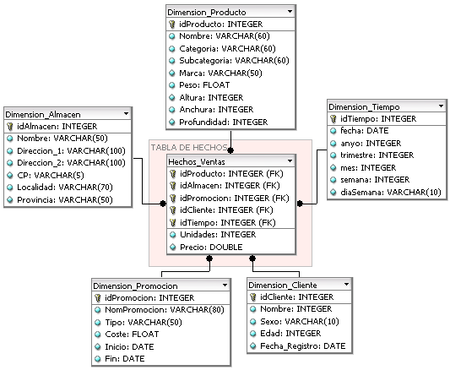 Dimension_Producto
idProducto: INTEGER
Nombre: VARCHAR(60)
Categoria: VARCHAR(60)
Subcategoria: VARCHAR(60)
Marca: VARCHAR(50)
Peso: FLOAT
Altura: INTEGER
Anchura: INTEGER
Profundidad: INTEGER
Dimension_Almacen
idAlmacen: INTEGER
Nombre: VARCHAR(50)
Direccion_1: VARCHAR(100)
Direccion_2: VARCHAR(100)
CP: VARCHAR(5)
Localidad: VARCHAR(70)
Provincia: VARCHAR(50)
Dimension_Tiempo
idTiempo: INTEGER
fecha: DATE
anyo: INTEGER
trimestre: INTEGER
mes: INTEGER
semana: INTEGER
diaSemana: VARCHAR(10)
TABLA DE HECHOS
Hechos_Ventas
idProducto: INTEGER (FK)
idAlmacen: INTEGER (FK)
idPromocion: INTEGER (FK)
idCliente: INTEGER (FK)
idTiempo: INTEGER (FK)
Unidades: INTEGER
Precio: DOUBLE
Dimension_Promocion
idPromocion: INTEGER
NomPromocion: VARCHAR(80)
Tipo: VARCHAR(50)
Coste: FLOAT
Inicio: DATE
Fin: DATE
Dimension_Cliente
idCliente: INTEGER
Nombre: INTEGER
Sexo: VARCHAR(10)
Edad: INTEGER
Fecha_Registro: DATE